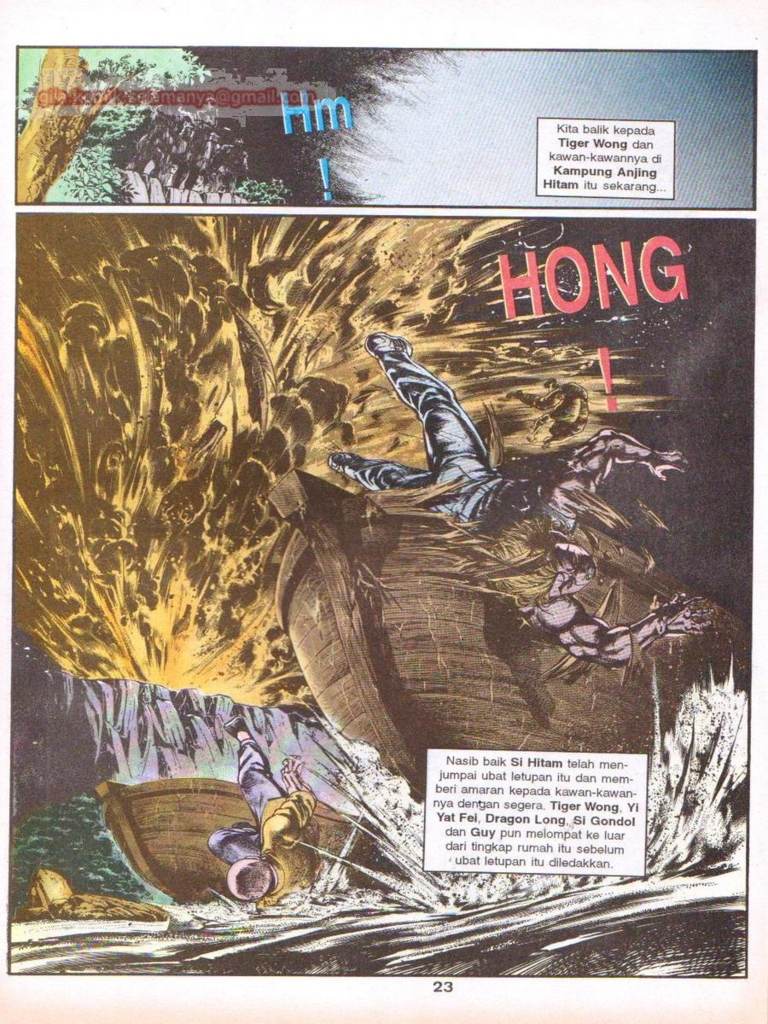 Hm
!
Kita balik kepada
Tiger Wong dan
kawan-kawannya di
Kampung Anjing
Hitam itu sekarang...
HONG
!
Nasib baik Si Hitam telah men-
jumpai ubat letupan itu dan mem-
beri amaran kepada kawan-kawan-
nya dengan segera. Tiger Wong, Yi
Yat Fei, Dragon Long, Si Gondol
dan Guy pun melompat ke luar
dari tingkap rumah itu sebelum
ubat letupan itu diledakkan.
23